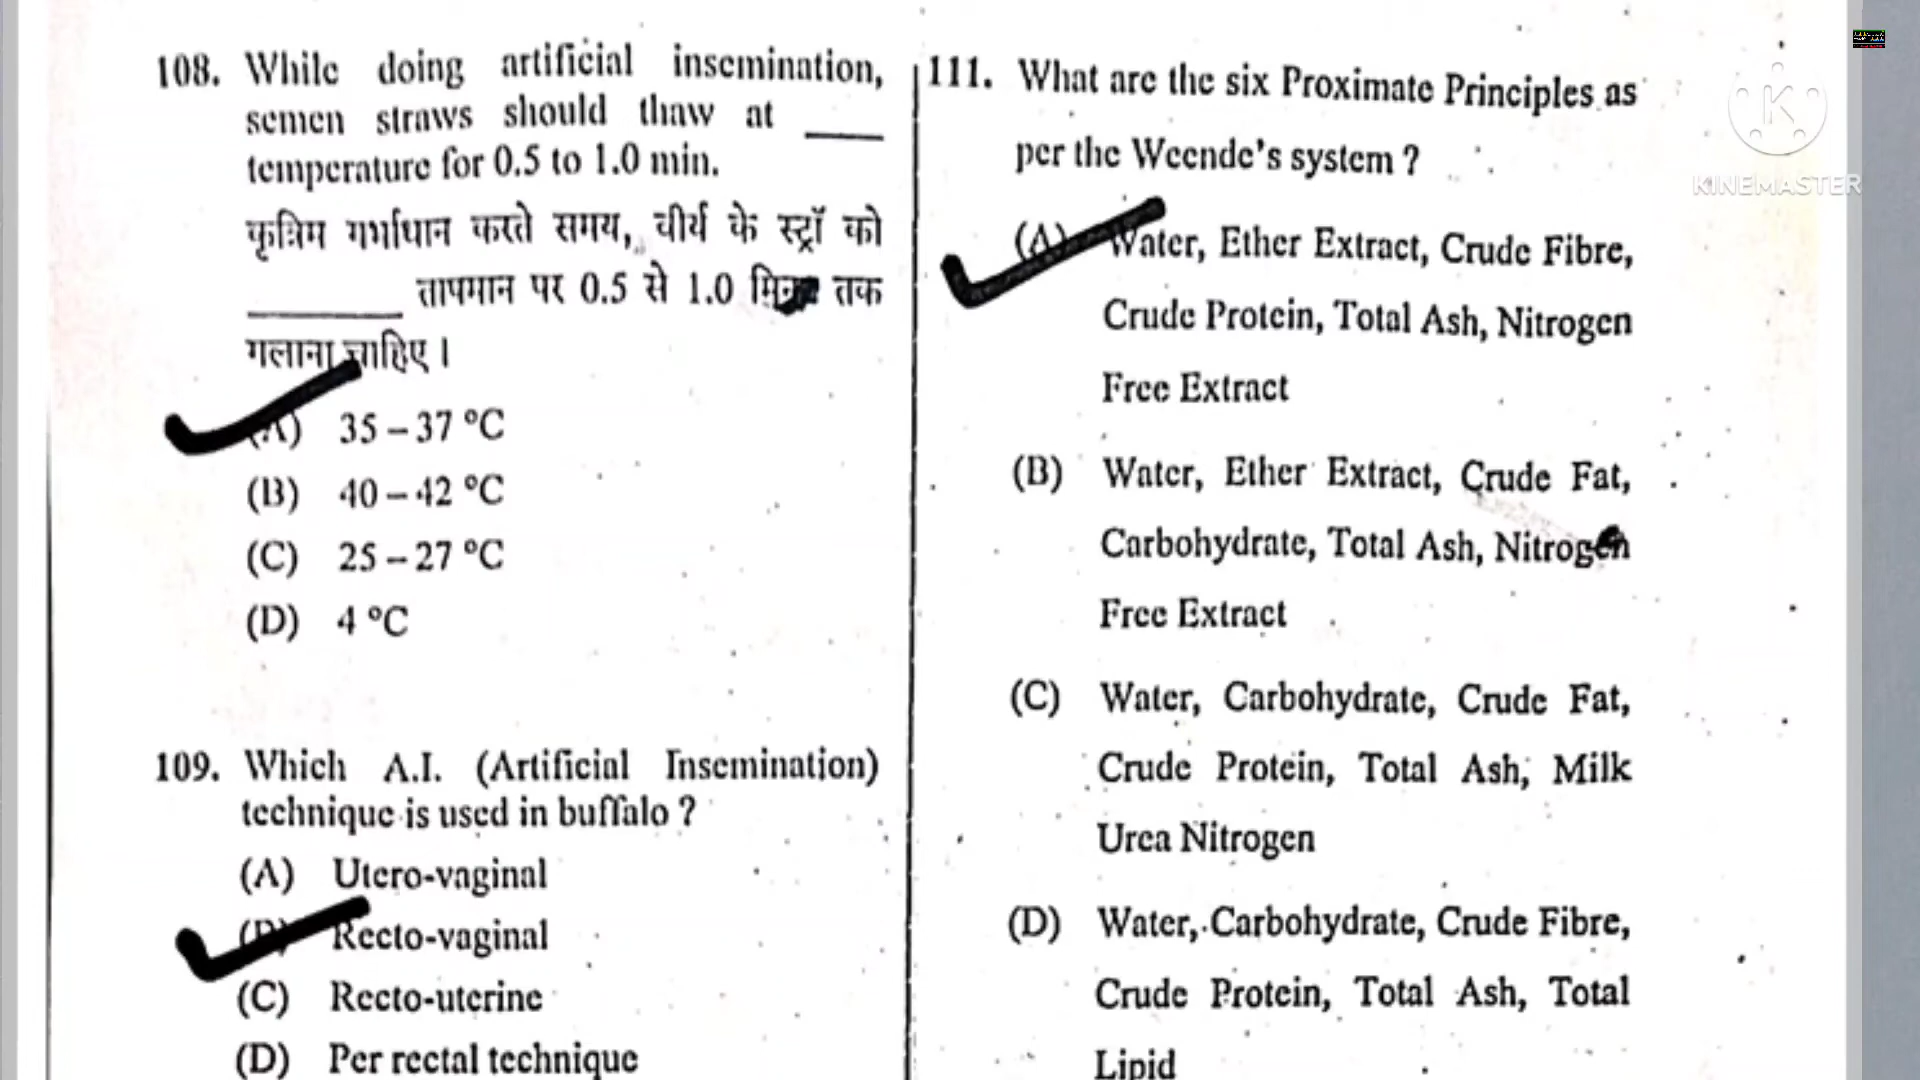 108. While doing artificial insemination,
semen straws should thaw at ____
temperature for 0.5 to 1.0 min.
कृत्रिम गर्भाधान करते समय, वीर्य के स्ट्रॉ को
________ तापमान पर 0.5 से 1.0 मिनट तक
गलाना चाहिए ।
(A) 35 – 37 ºC
(B) 40 – 42 ºC
(C) 25 – 27 ºC
(D) 4 ºC
109. Which A.I. (Artificial Insemination)
technique is used in buffalo ?
(A) Utero-vaginal
(B) Recto-vaginal
(C) Recto-uterine
(D) Per rectal technique
111. What are the six Proximate Principles as
per the Weende's system ?
(A) Water, Ether Extract, Crude Fibre,
Crude Protein, Total Ash, Nitrogen
Free Extract
(B) Water, Ether Extract, Crude Fat,
Carbohydrate, Total Ash, Nitrogen
Free Extract
(C) Water, Carbohydrate, Crude Fat,
Crude Protein, Total Ash, Milk
Urea Nitrogen
(D) Water, Carbohydrate, Crude Fibre,
Crude Protein, Total Ash, Total
Lipid
K
KINEMASTER